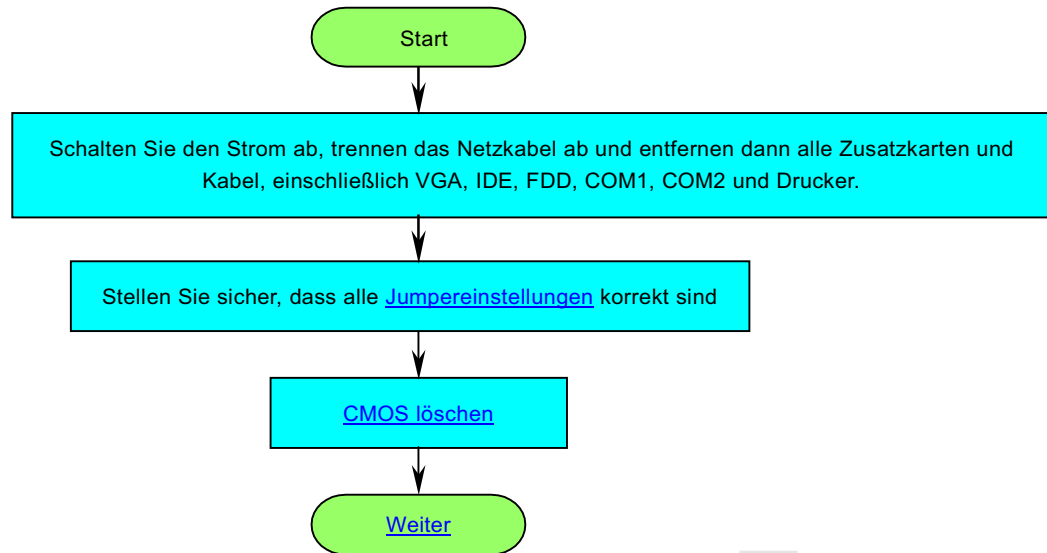 Start
Schalten Sie den Strom ab, trennen das Netzkabel ab und entfernen dann alle Zusatzkarten und
Kabel, einschließlich VGA, IDE, FDD, COM1, COM2 und Drucker.
Stellen Sie sicher, dass alle Jumpereinstellungen korrekt sind
CMOS löschen
Weiter